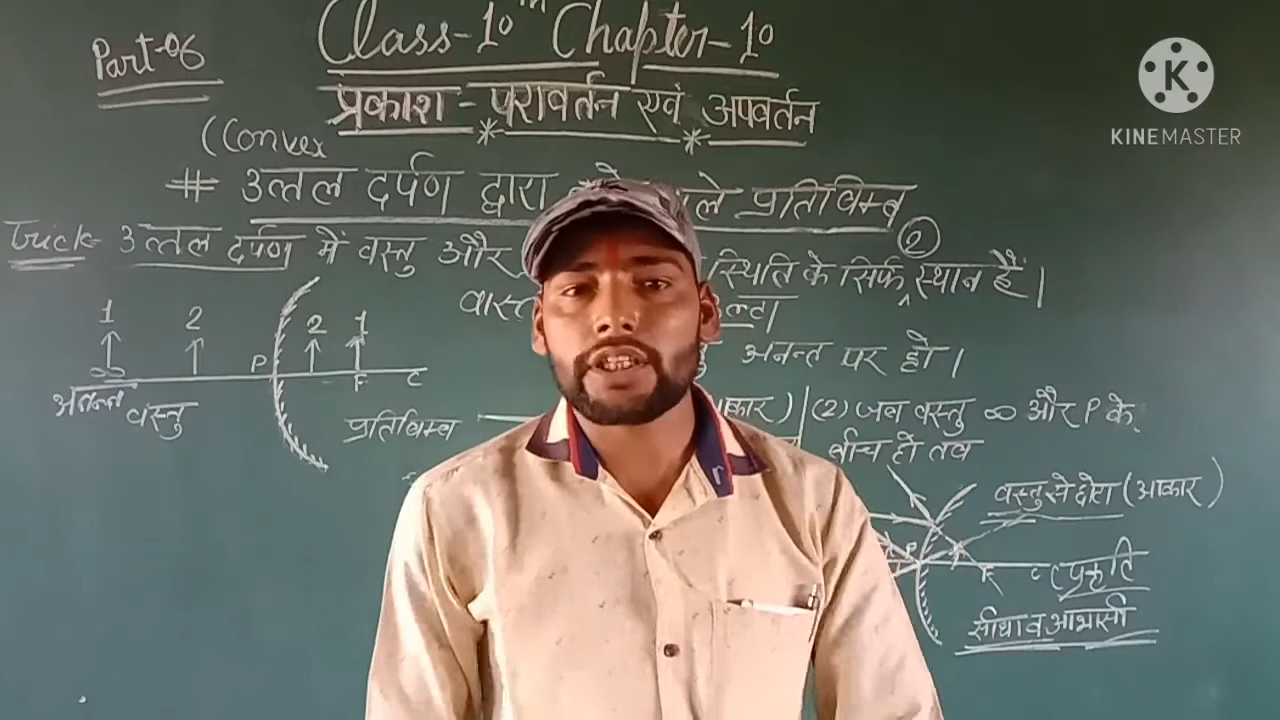 Part-06
Class-10th Chapter-10
प्रकाश - परावर्तन एवं अपवर्तन
(Convex
# उत्तल दर्पण द्वारा प्रतिविम्ब
Trick- उत्तल दर्पण में वस्तु और स्थिति के सिर्फ 2 स्थान हैं।
अनन्त पर हो।
1 2 2 1
P F C
∞
अनन्त वस्तु
प्रतिविम्ब
आकार)
(2) जब वस्तु ∞ और P के
बीच हो तब
वस्तु से छोटा (आकार)
P F C
प्रकृति
सीधा व आभासी
K
KINEMASTER